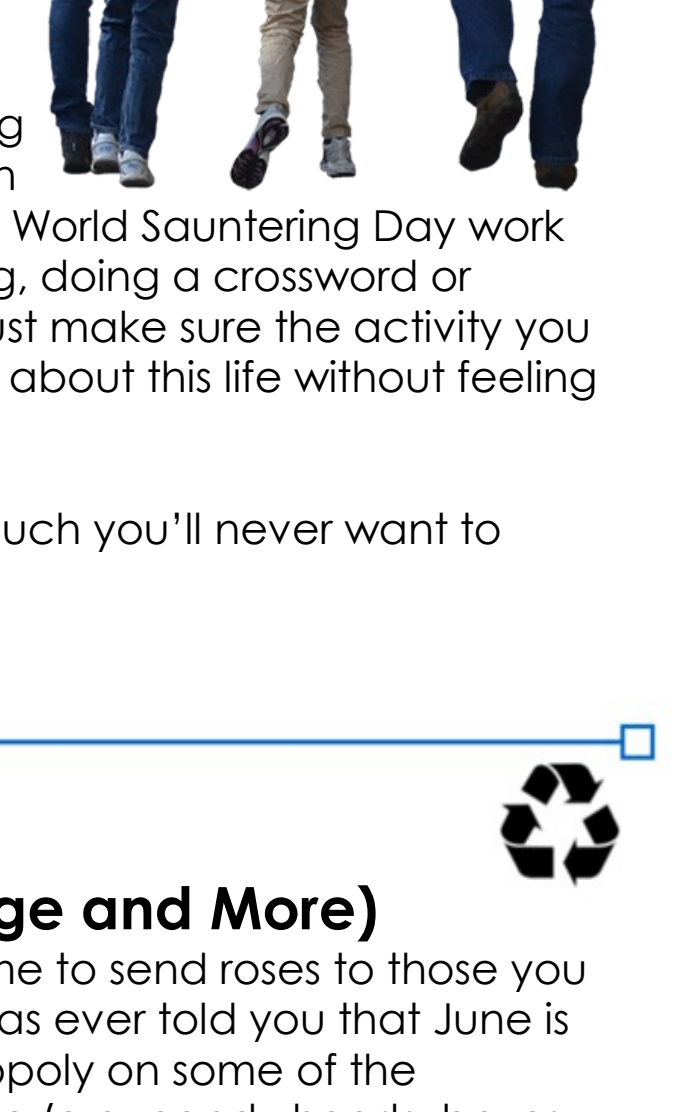 g
n
World Sauntering Day work
g, doing a crossword or
ust make sure the activity you
about this life without feeling
uch you'll never want to
ge and More)
me to send roses to those you
as ever told you that June is
opoly on some of the